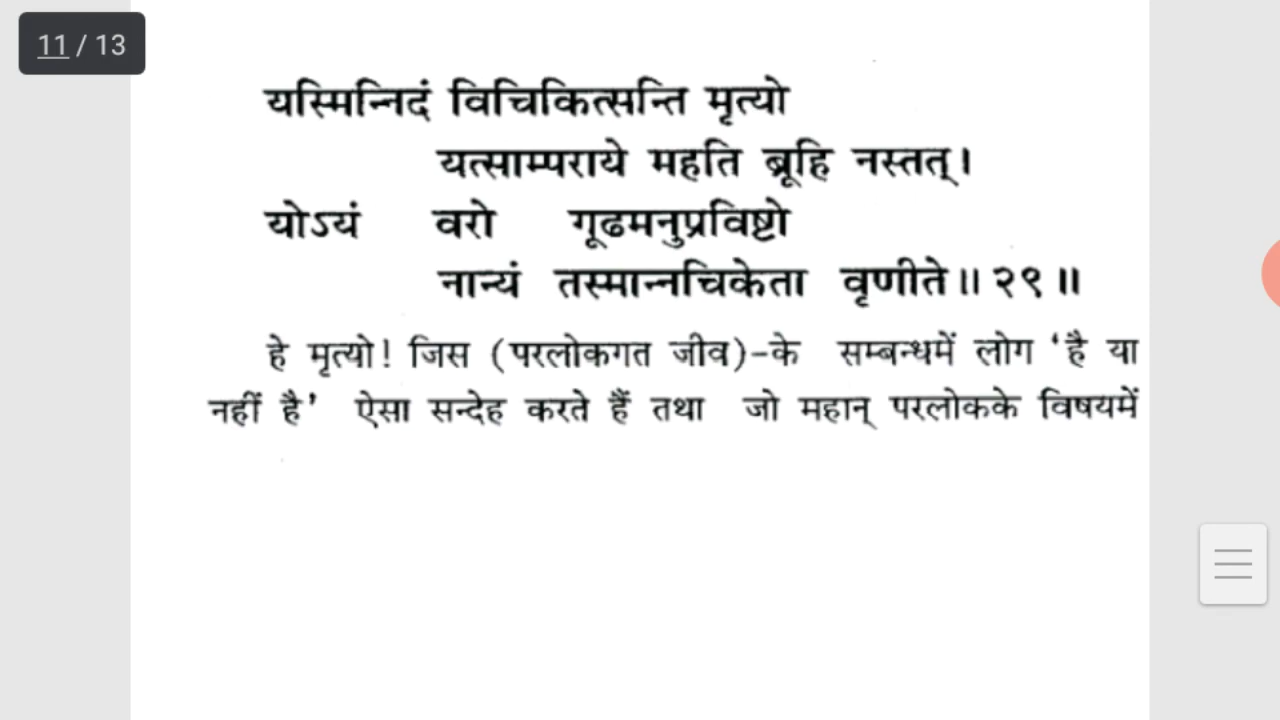 11 / 13
यस्मिन्निदं विचिकित्सन्ति मृत्यो
यत्साम्पराये महति ब्रूहि नस्तत्।
योऽयं वरो गूढमनुप्रविष्टो
नान्यं तस्मान्नचिकेता वृणीते॥ २९॥
हे मृत्यो! जिस (परलोकगत जीव)-के सम्बन्धमें लोग ‘है या
नहीं है’ ऐसा सन्देह करते हैं तथा जो महान् परलोकके विषयमें